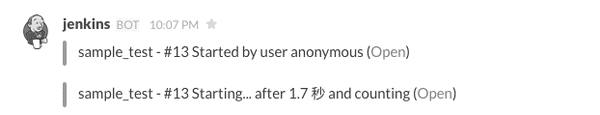 jenkins BOT 10:07 PM
sample_test - #13 Started by user anonymous (Open)
sample_test - #13 Starting... after 1.7 秒 and counting (Open)